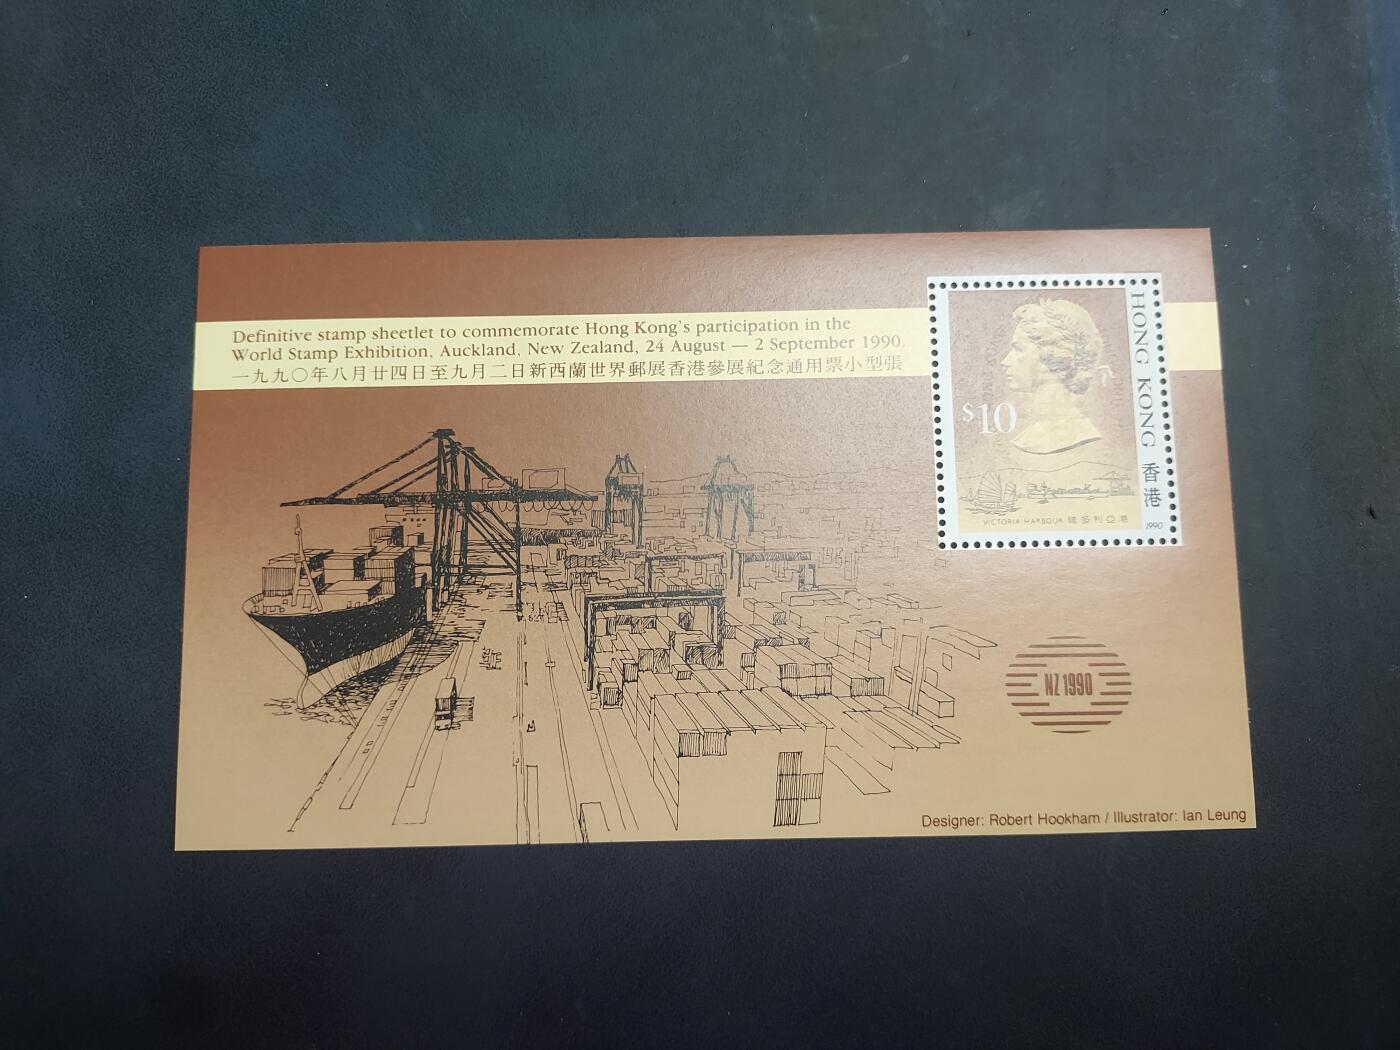 Definitive stamp sheetlet to commemorate Hong Kong's participation in the
World Stamp Exhibition, Auckland, New Zealand, 24 August — 2 September 1990.
一九九〇年八月廿四日至九月二日新西蘭世界郵展香港參展紀念通用票小型張
HONG KONG 香港
$10
VICTORIA HARBOUR 維多利亞港
1990
NZ 1990
Designer: Robert Hookham / Illustrator: Ian Leung